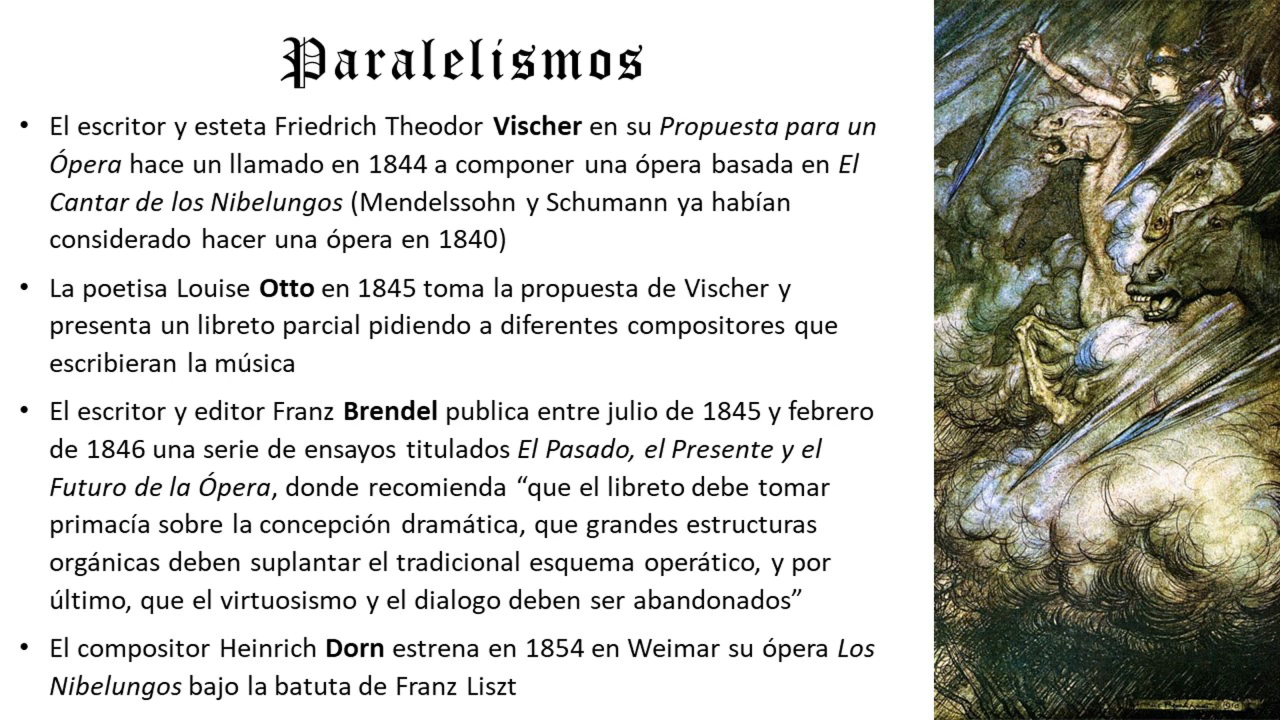 Paralelismos
• El escritor y esteta Friedrich Theodor Vischer en su Propuesta para un
Ópera hace un llamado en 1844 a componer una ópera basada en El
Cantar de los Nibelungos (Mendelssohn y Schumann ya habían
considerado hacer una ópera en 1840)
• La poetisa Louise Otto en 1845 toma la propuesta de Vischer y
presenta un libreto parcial pidiendo a diferentes compositores que
escribieran la música
• El escritor y editor Franz Brendel publica entre julio de 1845 y febrero
de 1846 una serie de ensayos titulados El Pasado, el Presente y el
Futuro de la Ópera, donde recomienda “que el libreto debe tomar
primacía sobre la concepción dramática, que grandes estructuras
orgánicas deben suplantar el tradicional esquema operático, y por
último, que el virtuosismo y el dialogo deben ser abandonados”
• El compositor Heinrich Dorn estrena en 1854 en Weimar su ópera Los
Nibelungos bajo la batuta de Franz Liszt